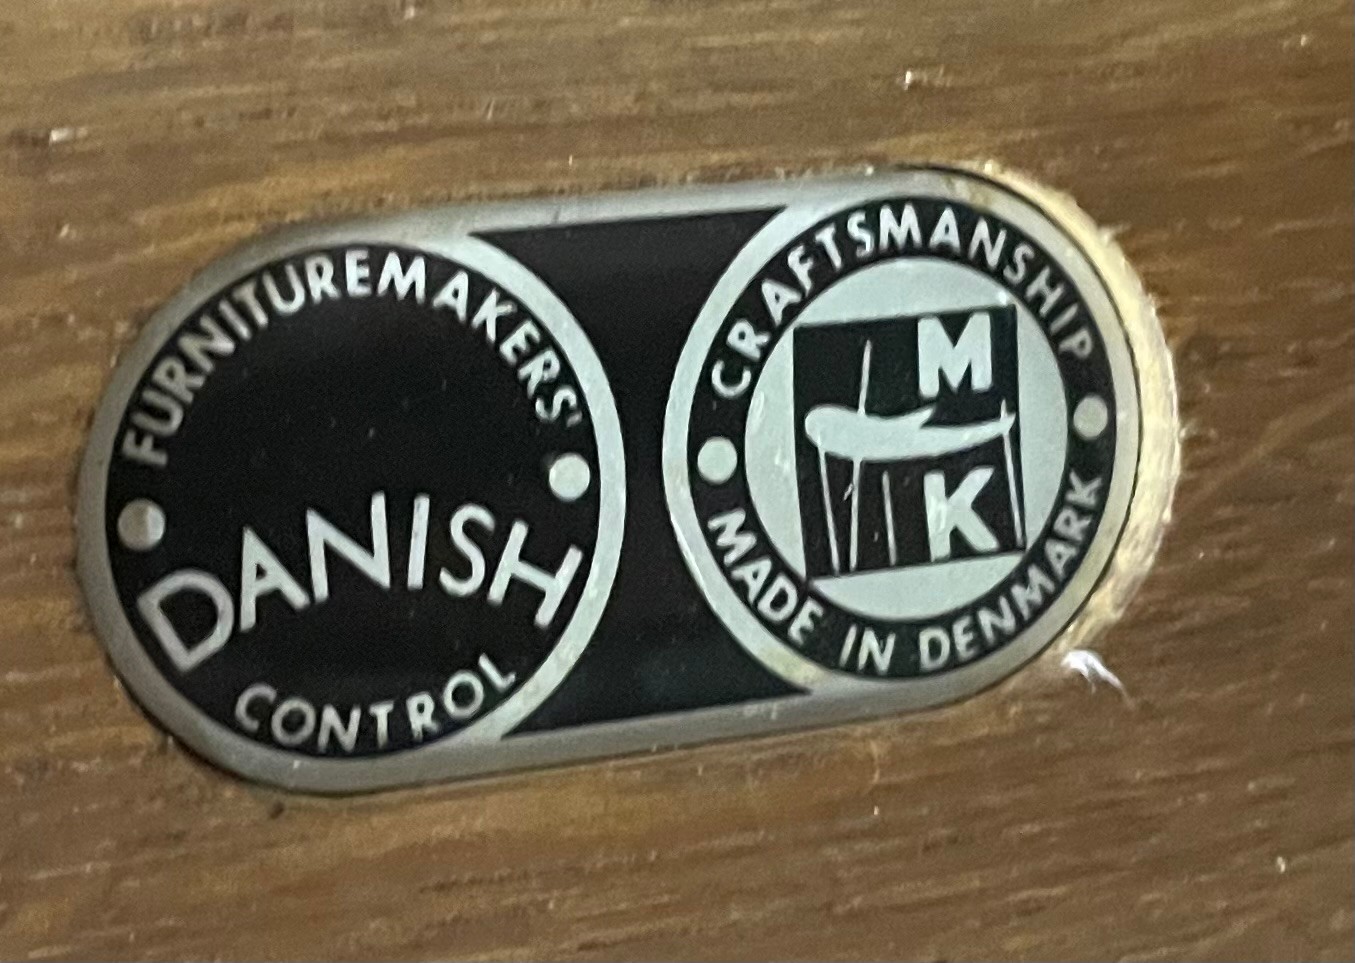 FURNITUREMAKERS'
DANISH
CONTROL
CRAFTSMANSHIP
M
K
MADE IN DENMARK